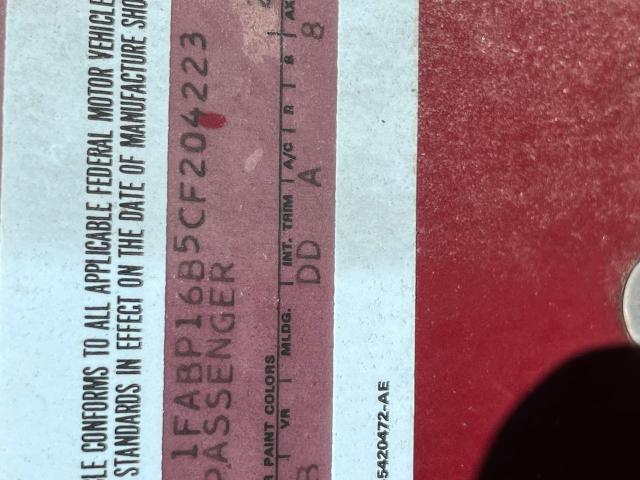 LE CONFORMS TO ALL APPLICABLE FEDERAL MOTOR VEHICLE
STANDARDS IN EFFECT ON THE DATE OF MANUFACTURE SHO
1FABP16B5CF204223
PASSENGER
R PAINT COLORS | VR | MLDG. | INT. TRIM | A/C | R | B | AX
B DD A 8
5420472-AE